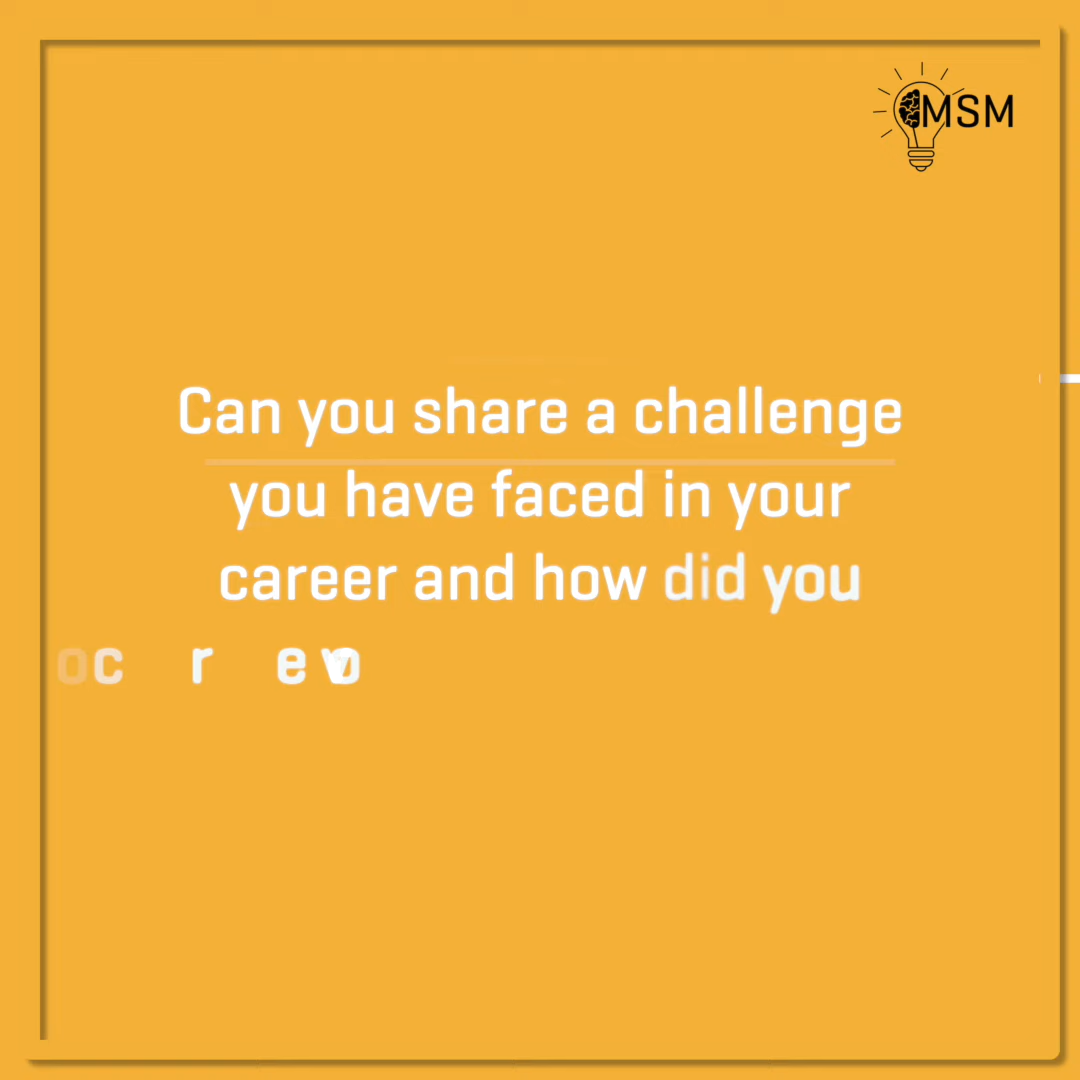 MSM
Can you share a challenge
you have faced in your
career and how did you